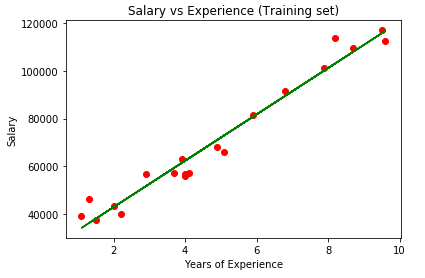 Salary vs Experience (Training set)
120000
100000
80000
60000
40000
Salary
2 4 6 8 10
Years of Experience